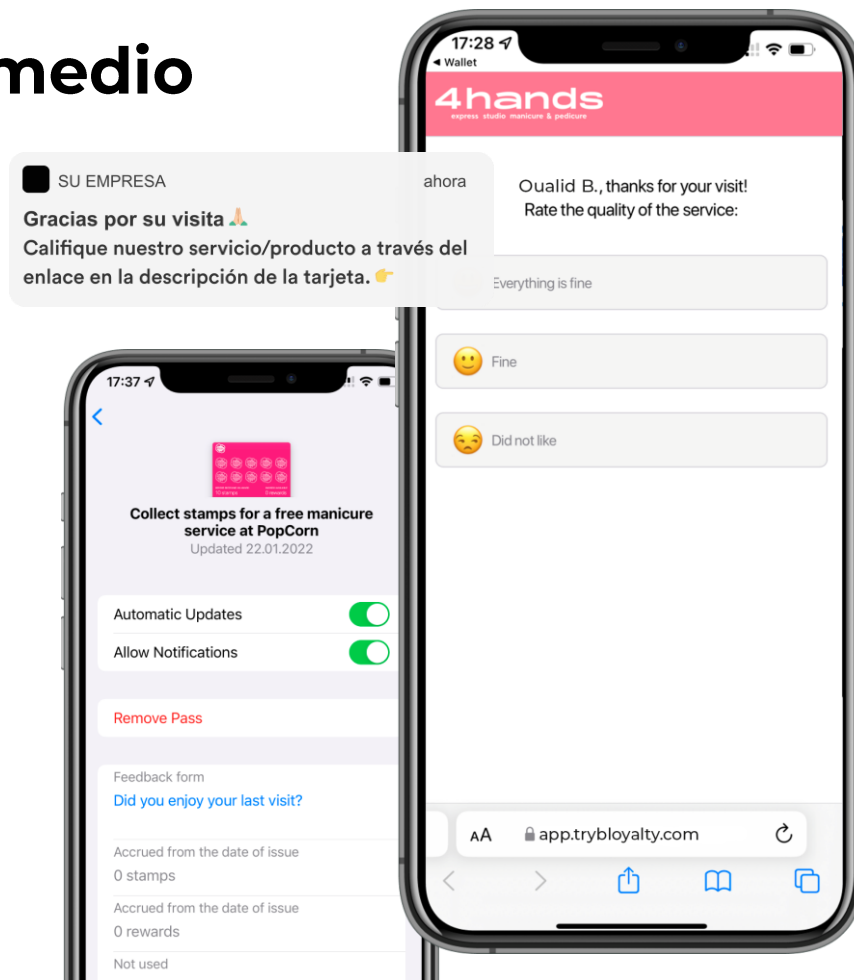 medio
SU EMPRESA
ahora
Gracias por su visita 🙏🏻
Califique nuestro servicio/producto a través del
enlace en la descripción de la tarjeta. 👉
17:28
◀ Wallet
4hands
express studio manicure & pedicure
Oualid B., thanks for your visit!
Rate the quality of the service:
Everything is fine
Fine
Did not like
AA
app.trybloyalty.com
17:37
Collect stamps for a free manicure
service at PopCorn
Updated 22.01.2022
Automatic Updates
Allow Notifications
Remove Pass
Feedback form
Did you enjoy your last visit?
Accrued from the date of issue
0 stamps
Accrued from the date of issue
0 rewards
Not used